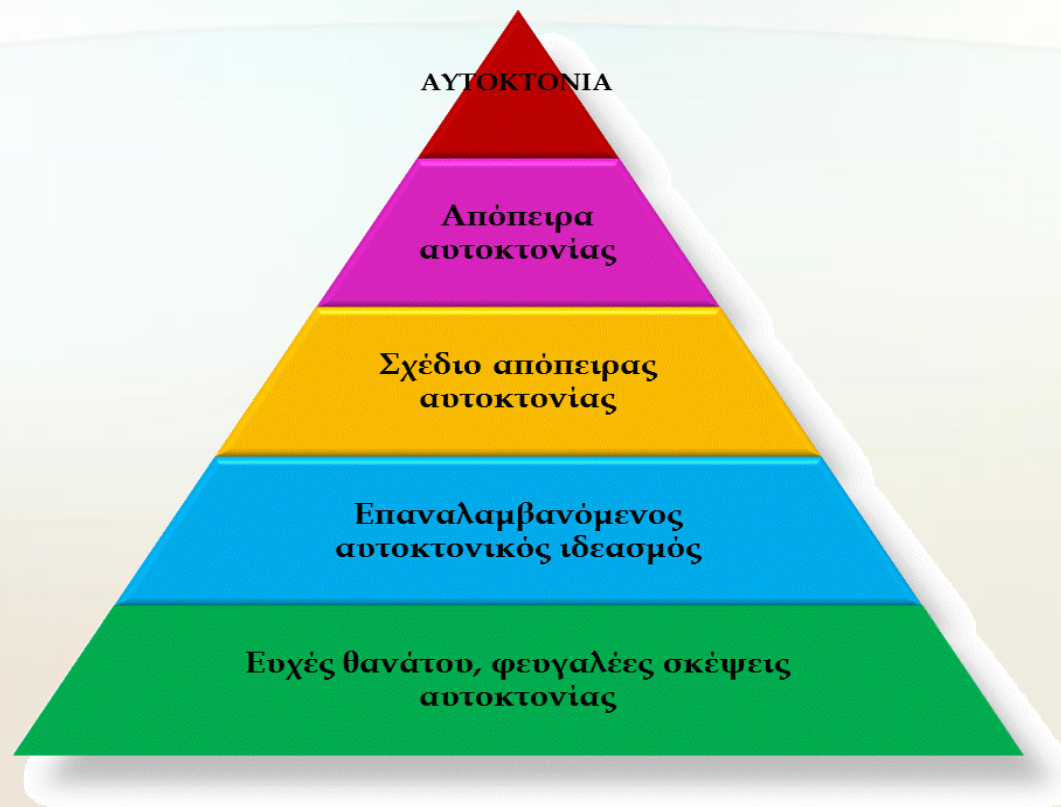 ΑΥΤΟΚΤΟΝΙΑ
Απόπειρα
αυτοκτονίας
Σχέδιο απόπειρας
αυτοκτονίας
Επαναλαμβανόμενος
αυτοκτονικός ιδεασμός
Ευχές θανάτου, φευγαλέες σκέψεις
αυτοκτονίας